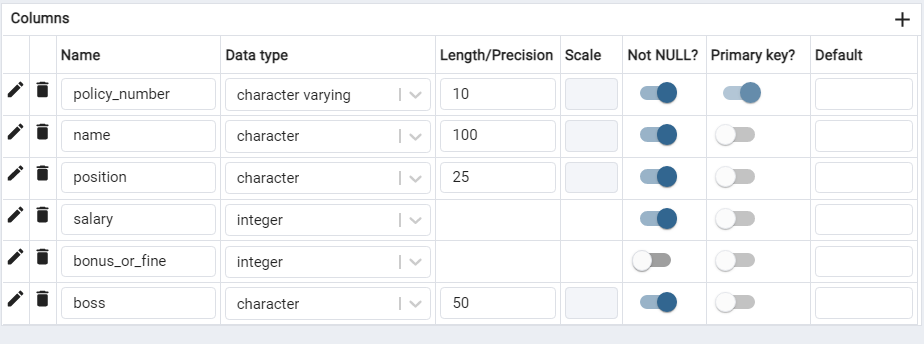 Columns
Name Data type Length/Precision Scale Not NULL? Primary key? Default
policy_number character varying 10
name character 100
position character 25
salary integer
bonus_or_fine integer
boss character 50